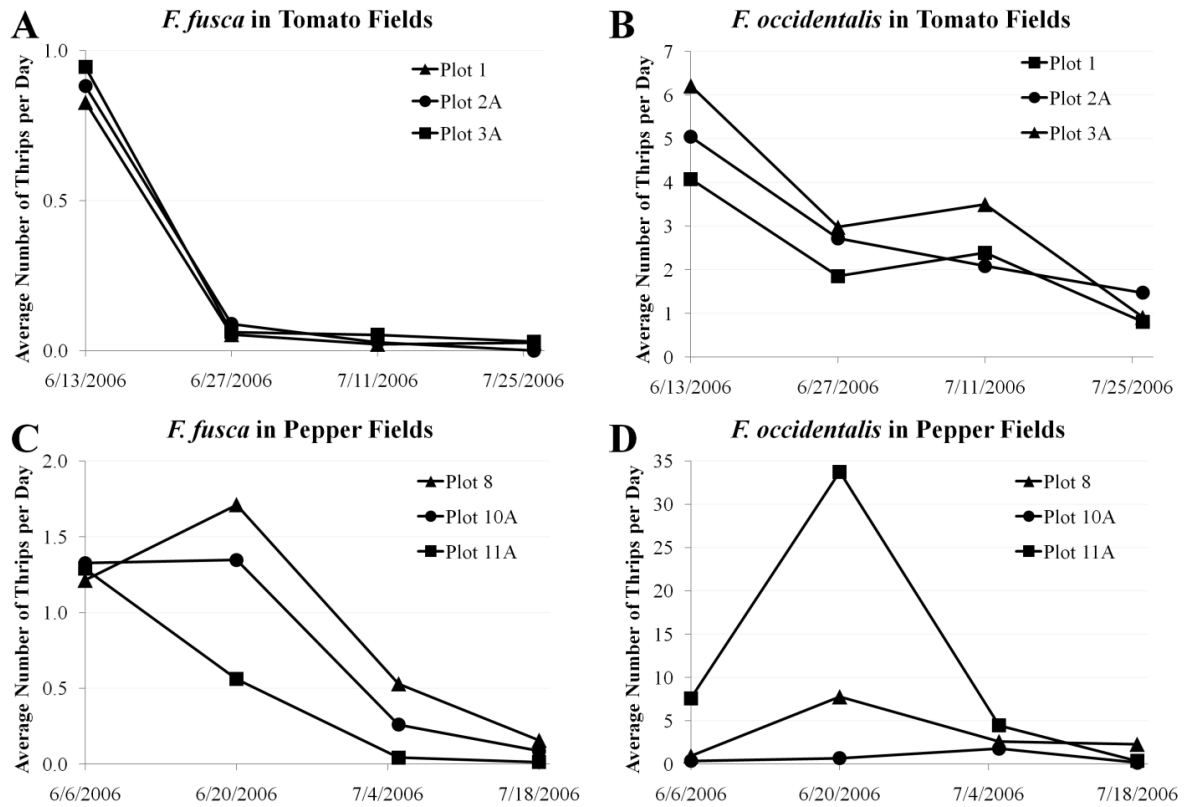 A
F. fusca in Tomato Fields
Average Number of Thrips per Day
1.0
0.5
0.0
Plot 1
Plot 2A
Plot 3A
6/13/2006 6/27/2006 7/11/2006 7/25/2006
B
F. occidentalis in Tomato Fields
Average Number of Thrips per Day
7
6
5
4
3
2
1
0
Plot 1
Plot 2A
Plot 3A
6/13/2006 6/27/2006 7/11/2006 7/25/2006
C
F. fusca in Pepper Fields
Average Number of Thrips per Day
2.0
1.5
1.0
0.5
0.0
Plot 8
Plot 10A
Plot 11A
6/6/2006 6/20/2006 7/4/2006 7/18/2006
D
F. occidentalis in Pepper Fields
Average Number of Thrips per Day
35
30
25
20
15
10
5
0
Plot 8
Plot 10A
Plot 11A
6/6/2006 6/20/2006 7/4/2006 7/18/2006